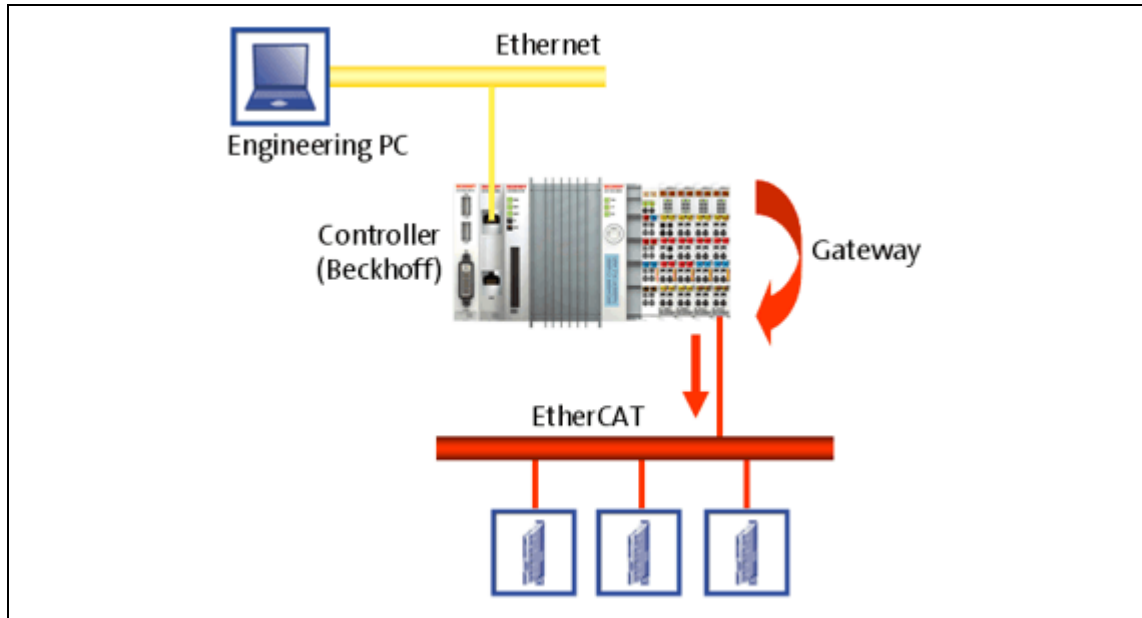 Ethernet
Engineering PC
Controller
(Beckhoff)
Gateway
EtherCAT